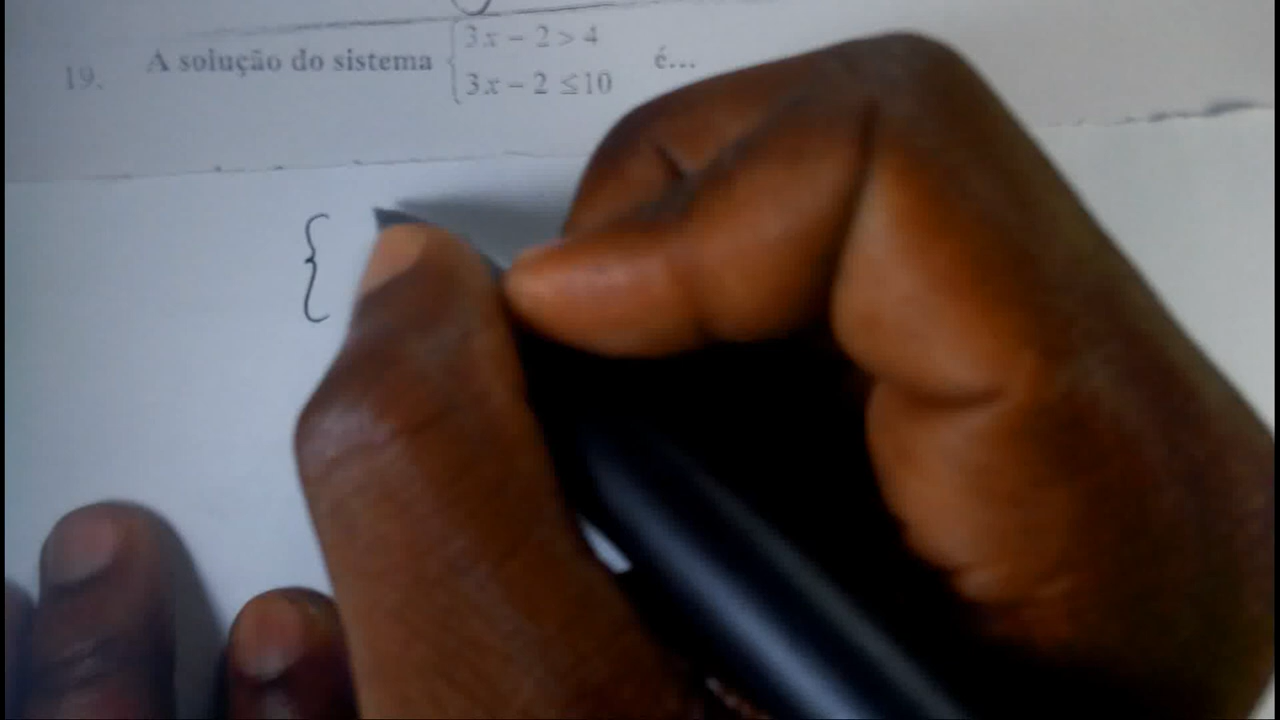 19. A solução do sistema { 3x − 2 > 4 é...
3x − 2 ≤ 10
{